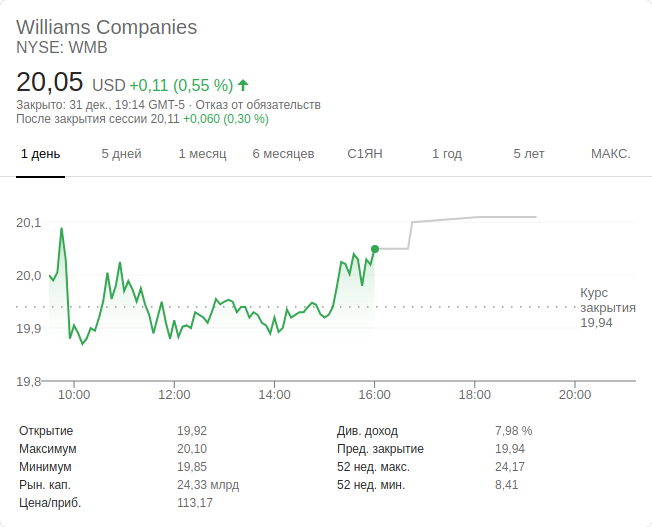 Williams Companies
NYSE: WMB
20,05 USD +0,11 (0,55 %)
Закрыто: 31 дек., 19:14 GMT-5 · Отказ от обязательств
После закрытия сессии 20,11 +0,060 (0,30 %)
1 день 5 дней 1 месяц 6 месяцев С1ЯН 1 год 5 лет МАКС.
20,1
20,0
Курс
закрытия
19,94
19,9
19,8
10:00 12:00 14:00 16:00 18:00 20:00
Открытие 19,92 Див. доход 7,98 %
Максимум 20,10 Пред. закрытие 19,94
Минимум 19,85 52 нед. макс. 24,17
Рын. кап. 24,33 млрд 52 нед. мин. 8,41
Цена/приб. 113,17